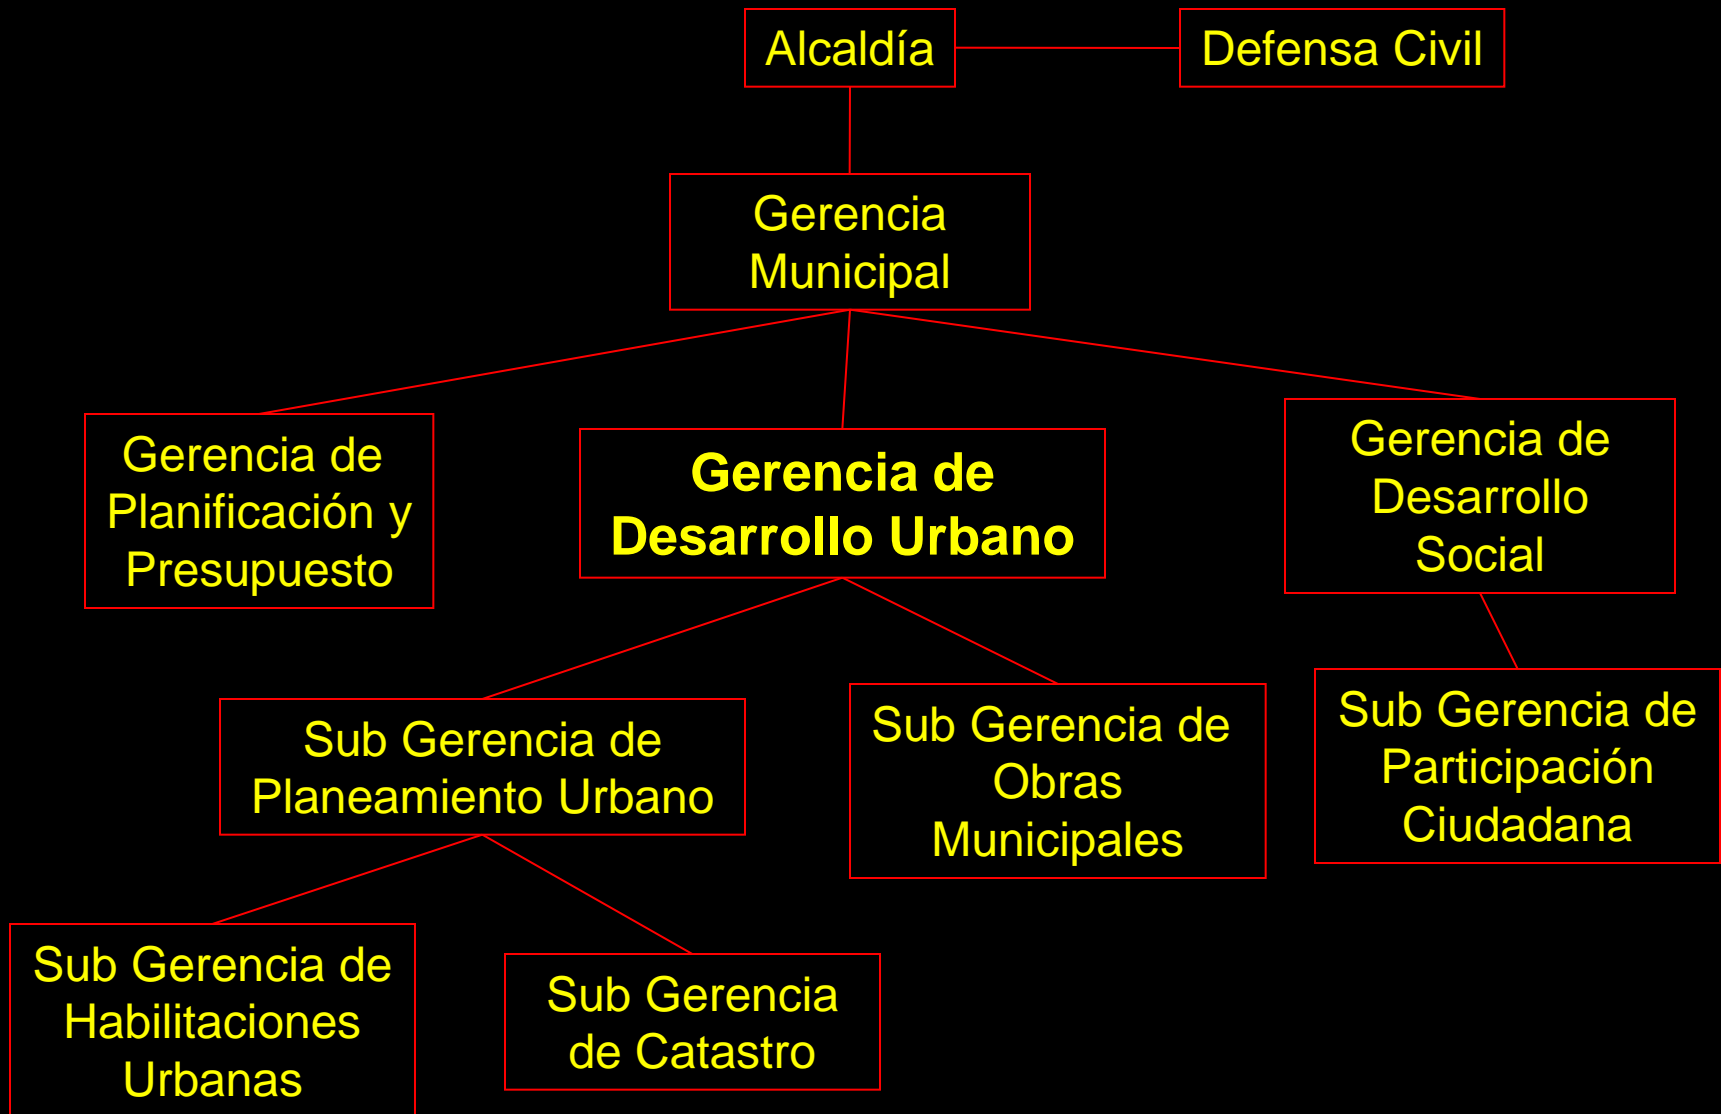 Alcaldía
Defensa Civil
Gerencia
Municipal
Gerencia de
Planificación y
Presupuesto
Gerencia de
Desarrollo Urbano
Gerencia de
Desarrollo
Social
Sub Gerencia de
Planeamiento Urbano
Sub Gerencia de
Obras
Municipales
Sub Gerencia de
Participación
Ciudadana
Sub Gerencia de
Habilitaciones
Urbanas
Sub Gerencia
de Catastro